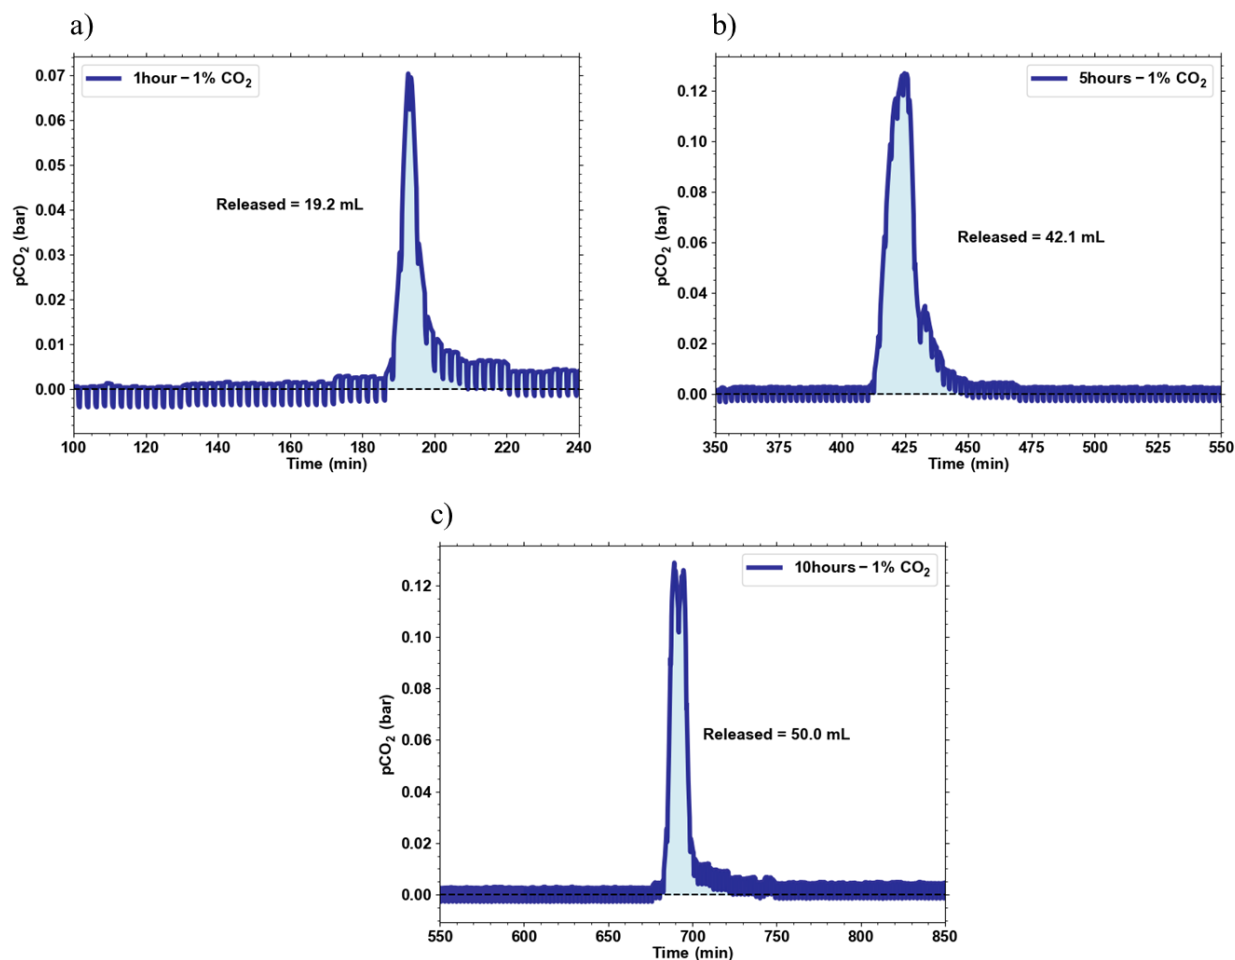 a)
1hour – 1% CO₂
Released = 19.2 mL
pCO₂ (bar)
0.07
0.06
0.05
0.04
0.03
0.02
0.01
0.00
100 120 140 160 180 200 220 240
Time (min)
b)
5hours – 1% CO₂
Released = 42.1 mL
pCO₂ (bar)
0.12
0.10
0.08
0.06
0.04
0.02
0.00
350 375 400 425 450 475 500 525 550
Time (min)
c)
10hours – 1% CO₂
Released = 50.0 mL
pCO₂ (bar)
0.12
0.10
0.08
0.06
0.04
0.02
0.00
550 600 650 700 750 800 850
Time (min)